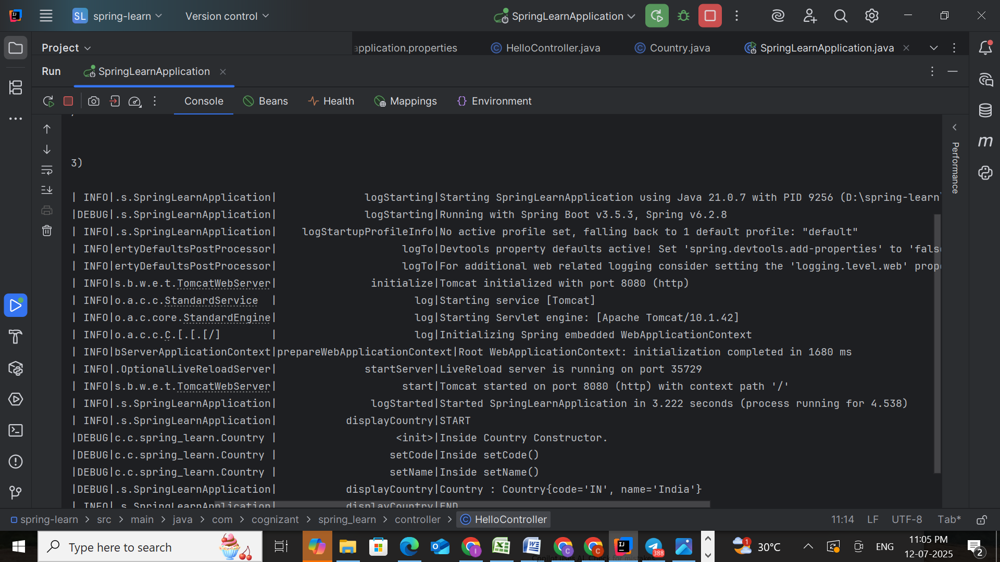 SL spring-learn
Version control
SpringLearnApplication
Project
application.properties
HelloController.java
Country.java
SpringLearnApplication.java
Run
SpringLearnApplication
Console
Beans
Health
Mappings
Environment
Performance
3)
| INFO|.s.SpringLearnApplication| logStarting|Starting SpringLearnApplication using Java 21.0.7 with PID 9256 (D:\spring-learn\
|DEBUG|.s.SpringLearnApplication| logStarting|Running with Spring Boot v3.5.3, Spring v6.2.8
| INFO|.s.SpringLearnApplication| logStartupProfileInfo|No active profile set, falling back to 1 default profile: "default"
| INFO|ertyDefaultsPostProcessor| logTo|Devtools property defaults active! Set 'spring.devtools.add-properties' to 'false
| INFO|ertyDefaultsPostProcessor| logTo|For additional web related logging consider setting the 'logging.level.web' prop
| INFO|s.b.w.e.t.TomcatWebServer| initialize|Tomcat initialized with port 8080 (http)
| INFO|o.a.c.c.StandardService | log|Starting service [Tomcat]
| INFO|o.a.c.core.StandardEngine| log|Starting Servlet engine: [Apache Tomcat/10.1.42]
| INFO|o.a.c.c.C.[.[.[/] | log|Initializing Spring embedded WebApplicationContext
| INFO|bServerApplicationContext|prepareWebApplicationContext|Root WebApplicationContext: initialization completed in 1680 ms
| INFO|.OptionalLiveReloadServer| startServer|LiveReload server is running on port 35729
| INFO|s.b.w.e.t.TomcatWebServer| start|Tomcat started on port 8080 (http) with context path '/'
| INFO|.s.SpringLearnApplication| logStarted|Started SpringLearnApplication in 3.222 seconds (process running for 4.538)
| INFO|.s.SpringLearnApplication| displayCountry|START
|DEBUG|c.c.spring_learn.Country | <init>|Inside Country Constructor.
|DEBUG|c.c.spring_learn.Country | setCode|Inside setCode()
|DEBUG|c.c.spring_learn.Country | setName|Inside setName()
|DEBUG|.s.SpringLearnApplication| displayCountry|Country : Country{code='IN', name='India'}
| INFO|.s.SpringLearnApplication| displayCountry|END
spring-learn > src > main > java > com > cognizant > spring_learn > controller > HelloController
11:14 LF UTF-8 Tab*
Type here to search
388
1
30°C
ENG
11:05 PM
12-07-2025
2
Copilot uses AI. Check for mistakes.